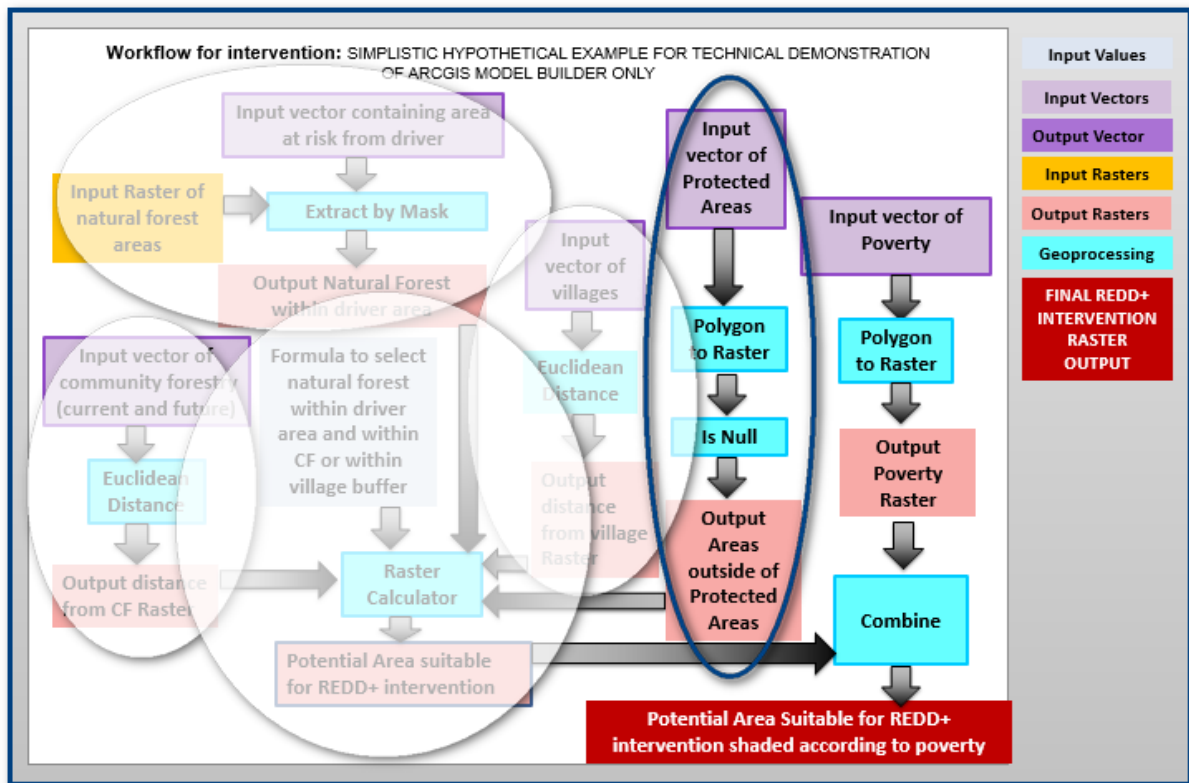 Workflow for intervention: SIMPLISTIC HYPOTHETICAL EXAMPLE FOR TECHNICAL DEMONSTRATION
OF ARCGIS MODEL BUILDER ONLY
Input vector containing area
at risk from driver
Input Raster of
natural forest
areas
Extract by Mask
Output Natural Forest
within driver area
Input vector of
community forestry
(current and future)
Euclidean
Distance
Output distance
from CF Raster
Formula to select
natural forest
within driver
area and within
CF or within
village buffer
Raster
Calculator
Potential Area suitable
for REDD+ intervention
Input
vector of
villages
Euclidean
Distance
Output
distance
from village
Raster
Input
vector of
Protected
Areas
Polygon
to Raster
Is Null
Output
Areas
outside of
Protected
Areas
Input vector of
Poverty
Polygon
to Raster
Output
Poverty
Raster
Combine
Potential Area Suitable for REDD+
intervention shaded according to poverty
Input Values
Input Vectors
Output Vector
Input Rasters
Output Rasters
Geoprocessing
FINAL REDD+
INTERVENTION
RASTER
OUTPUT